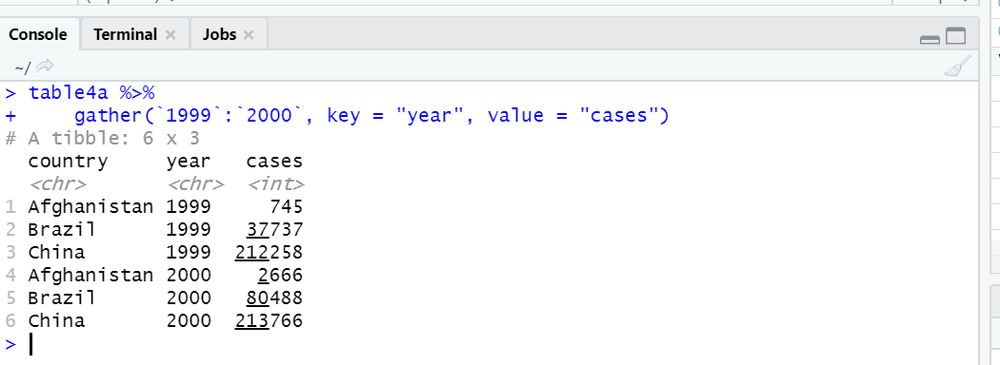 Console Terminal × Jobs ×
~/
> table4a %>%
+     gather(`1999`:`2000`, key = "year", value = "cases")
# A tibble: 6 x 3
  country     year   cases
  <chr>       <chr>  <int>
1 Afghanistan 1999     745
2 Brazil      1999   37737
3 China       1999  212258
4 Afghanistan 2000    2666
5 Brazil      2000   80488
6 China       2000  213766
>